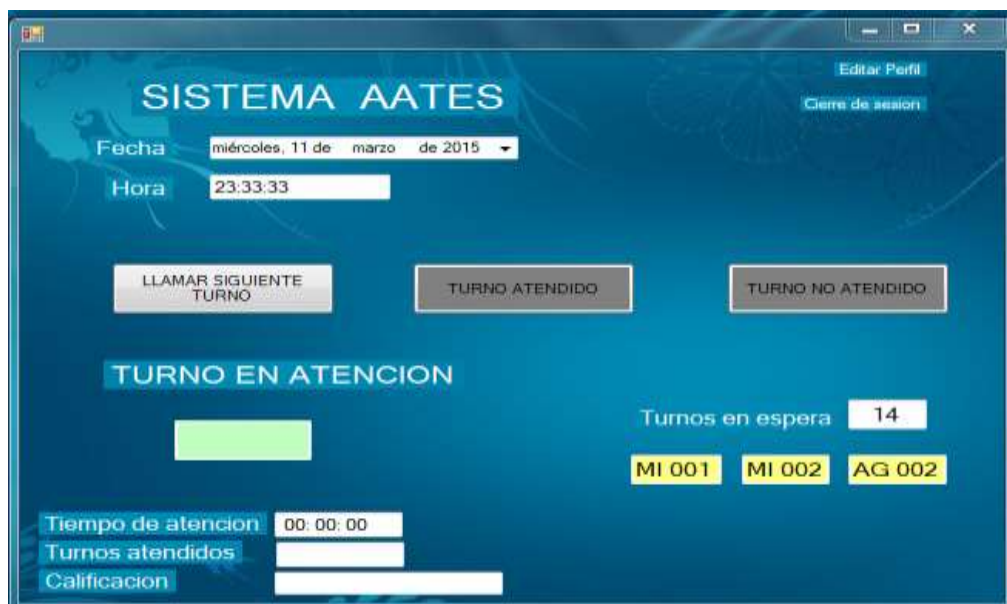 Editar Perfil
SISTEMA AATES
Cierre de sesion
Fecha miércoles, 11 de marzo de 2015
Hora 23:33:33
LLAMAR SIGUIENTE
TURNO
TURNO ATENDIDO
TURNO NO ATENDIDO
TURNO EN ATENCION
Turnos en espera 14
MI 001 MI 002 AG 002
Tiempo de atencion 00: 00: 00
Turnos atendidos
Calificacion